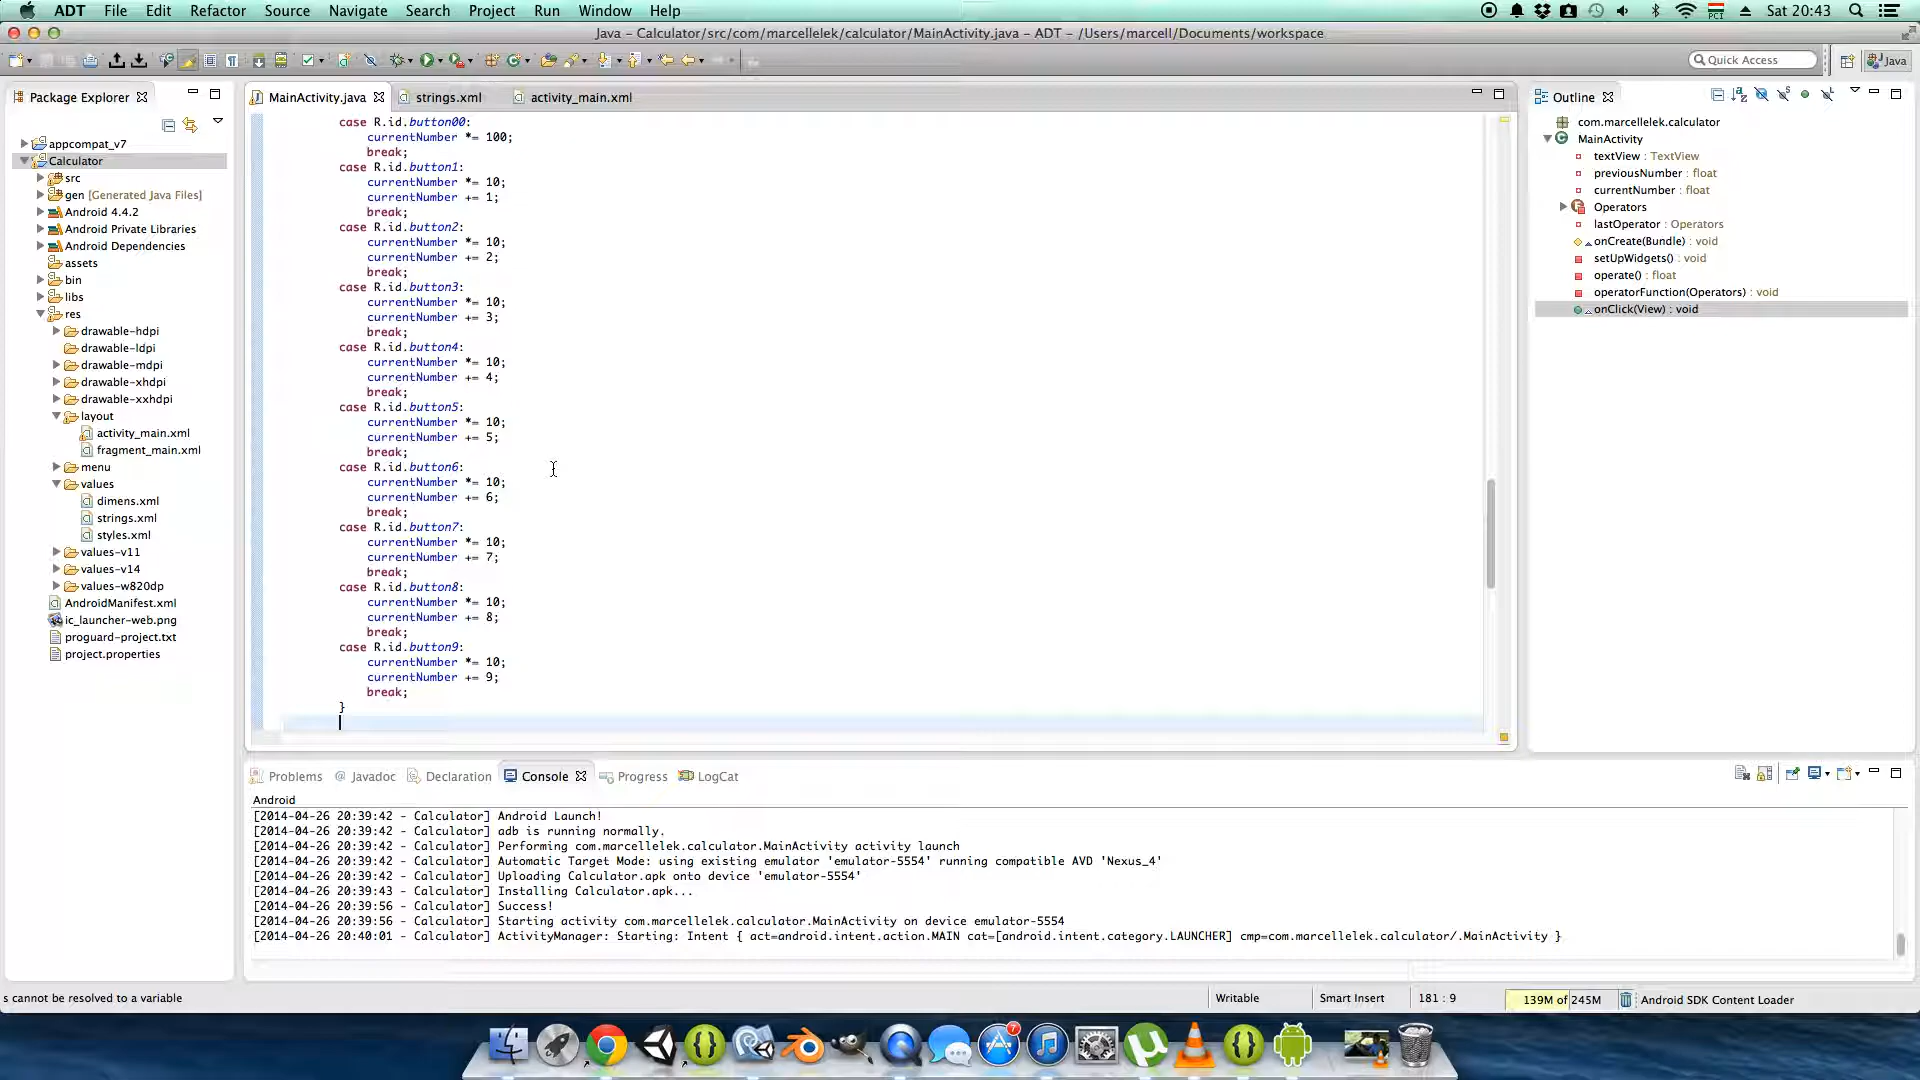 ADT File Edit Refactor Source Navigate Search Project Run Window Help
PCI Sat 20:43
Java – Calculator/src/com/marcellelek/calculator/MainActivity.java – ADT – /Users/marcell/Documents/workspace
Quick Access
Java
Package Explorer
appcompat_v7
Calculator
src
gen [Generated Java Files]
Android 4.4.2
Android Private Libraries
Android Dependencies
assets
bin
libs
res
drawable-hdpi
drawable-ldpi
drawable-mdpi
drawable-xhdpi
drawable-xxhdpi
layout
activity_main.xml
fragment_main.xml
menu
values
dimens.xml
strings.xml
styles.xml
values-v11
values-v14
values-w820dp
AndroidManifest.xml
ic_launcher-web.png
proguard-project.txt
project.properties
MainActivity.java strings.xml activity_main.xml
case R.id.button00:
currentNumber *= 100;
break;
case R.id.button1:
currentNumber *= 10;
currentNumber += 1;
break;
case R.id.button2:
currentNumber *= 10;
currentNumber += 2;
break;
case R.id.button3:
currentNumber *= 10;
currentNumber += 3;
break;
case R.id.button4:
currentNumber *= 10;
currentNumber += 4;
break;
case R.id.button5:
currentNumber *= 10;
currentNumber += 5;
break;
case R.id.button6:
currentNumber *= 10;
currentNumber += 6;
break;
case R.id.button7:
currentNumber *= 10;
currentNumber += 7;
break;
case R.id.button8:
currentNumber *= 10;
currentNumber += 8;
break;
case R.id.button9:
currentNumber *= 10;
currentNumber += 9;
break;
}
Outline
com.marcellelek.calculator
MainActivity
textView : TextView
previousNumber : float
currentNumber : float
Operators
lastOperator : Operators
onCreate(Bundle) : void
setUpWidgets() : void
operate() : float
operatorFunction(Operators) : void
onClick(View) : void
Problems @ Javadoc Declaration Console Progress LogCat
Android
[2014-04-26 20:39:42 - Calculator] Android Launch!
[2014-04-26 20:39:42 - Calculator] adb is running normally.
[2014-04-26 20:39:42 - Calculator] Performing com.marcellelek.calculator.MainActivity activity launch
[2014-04-26 20:39:42 - Calculator] Automatic Target Mode: using existing emulator 'emulator-5554' running compatible AVD 'Nexus_4'
[2014-04-26 20:39:42 - Calculator] Uploading Calculator.apk onto device 'emulator-5554'
[2014-04-26 20:39:43 - Calculator] Installing Calculator.apk...
[2014-04-26 20:39:56 - Calculator] Success!
[2014-04-26 20:39:56 - Calculator] Starting activity com.marcellelek.calculator.MainActivity on device emulator-5554
[2014-04-26 20:40:01 - Calculator] ActivityManager: Starting: Intent { act=android.intent.action.MAIN cat=[android.intent.category.LAUNCHER] cmp=com.marcellelek.calculator/.MainActivity }
s cannot be resolved to a variable Writable Smart Insert 181 : 9 139M of 245M Android SDK Content Loader
7